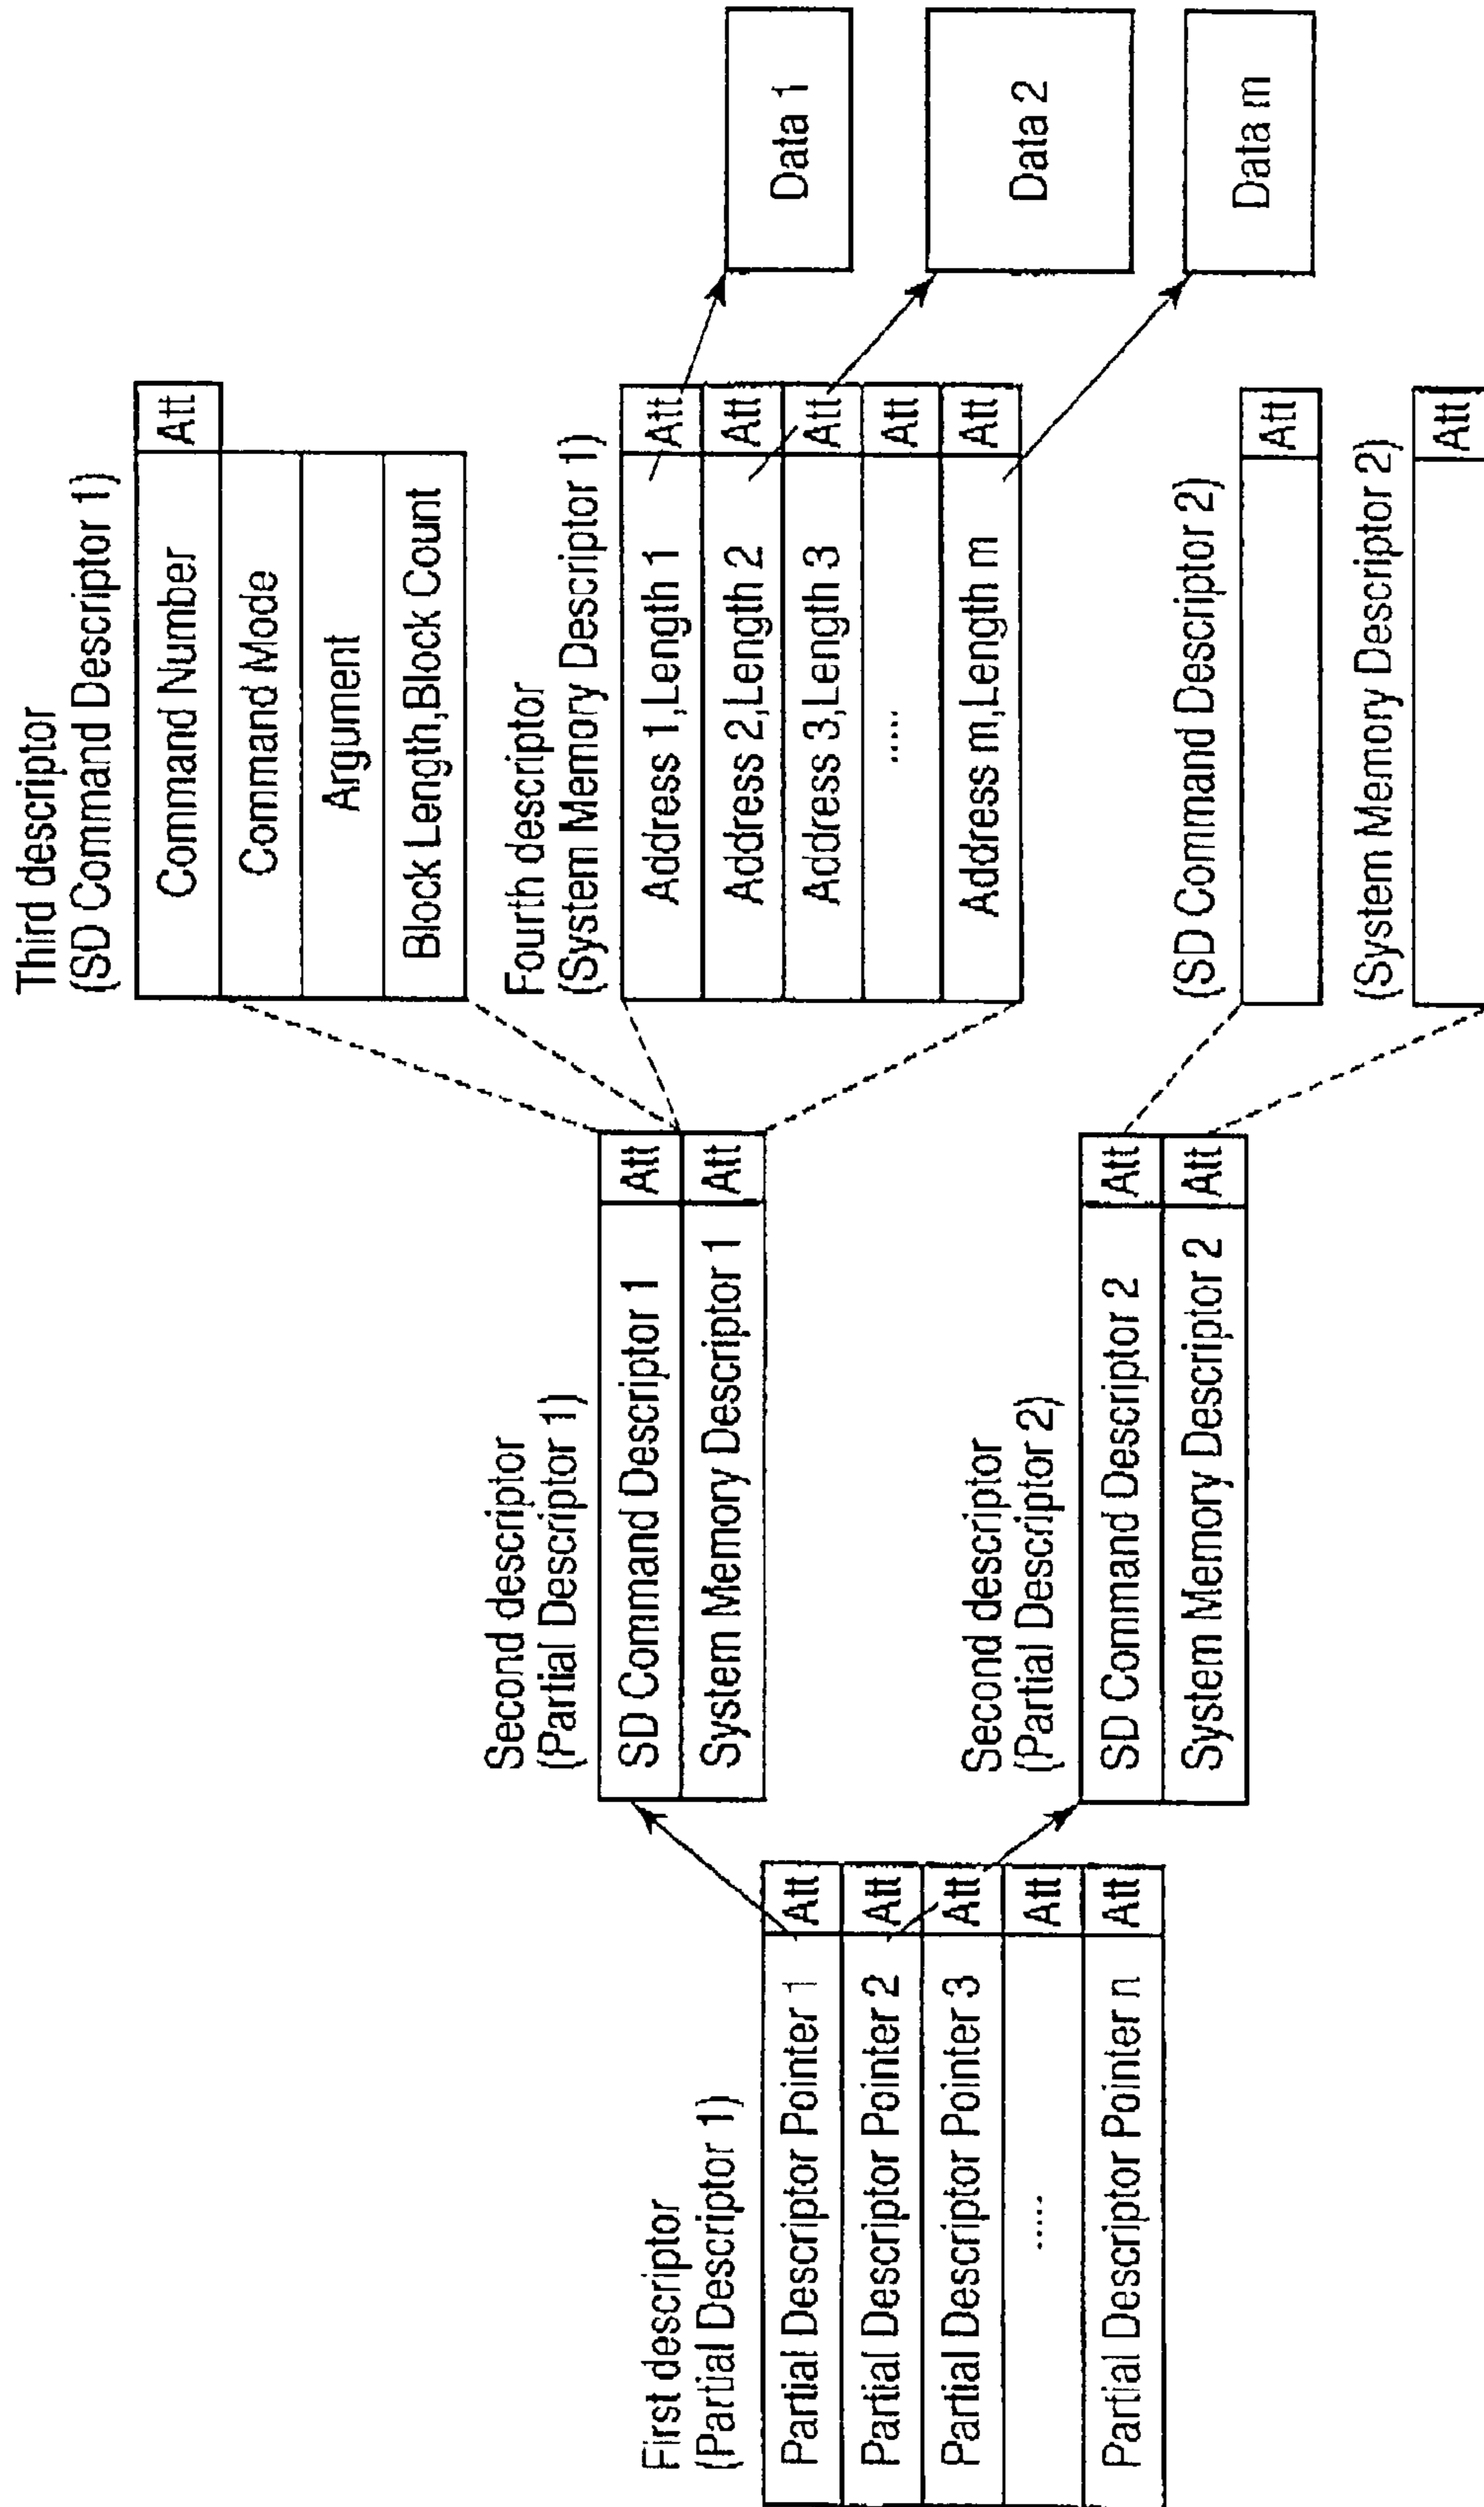 First descriptor
(Partial Descriptor 1)
Partial Descriptor Pointer 1 Att
Partial Descriptor Pointer 2 Att
Partial Descriptor Pointer 3 Att
..... Att
Partial Descriptor Pointer n Att
Second descriptor
(Partial Descriptor 1)
SD Command Descriptor 1 Att
System Memory Descriptor 1 Att
Second descriptor
(Partial Descriptor 2)
SD Command Descriptor 2 Att
System Memory Descriptor 2 Att
Third descriptor
(SD Command Descriptor 1)
Command Number Att
Command Mode
Argument
Block Length,Block Count
Fourth descriptor
(System Memory Descriptor 1)
Address 1,Length 1 Att
Address 2,Length 2 Att
Address 3,Length 3 Att
..... Att
Address m,Length m Att
(SD Command Descriptor 2)
Att
(System Memory Descriptor 2)
Att
Data 1
Data 2
Data m